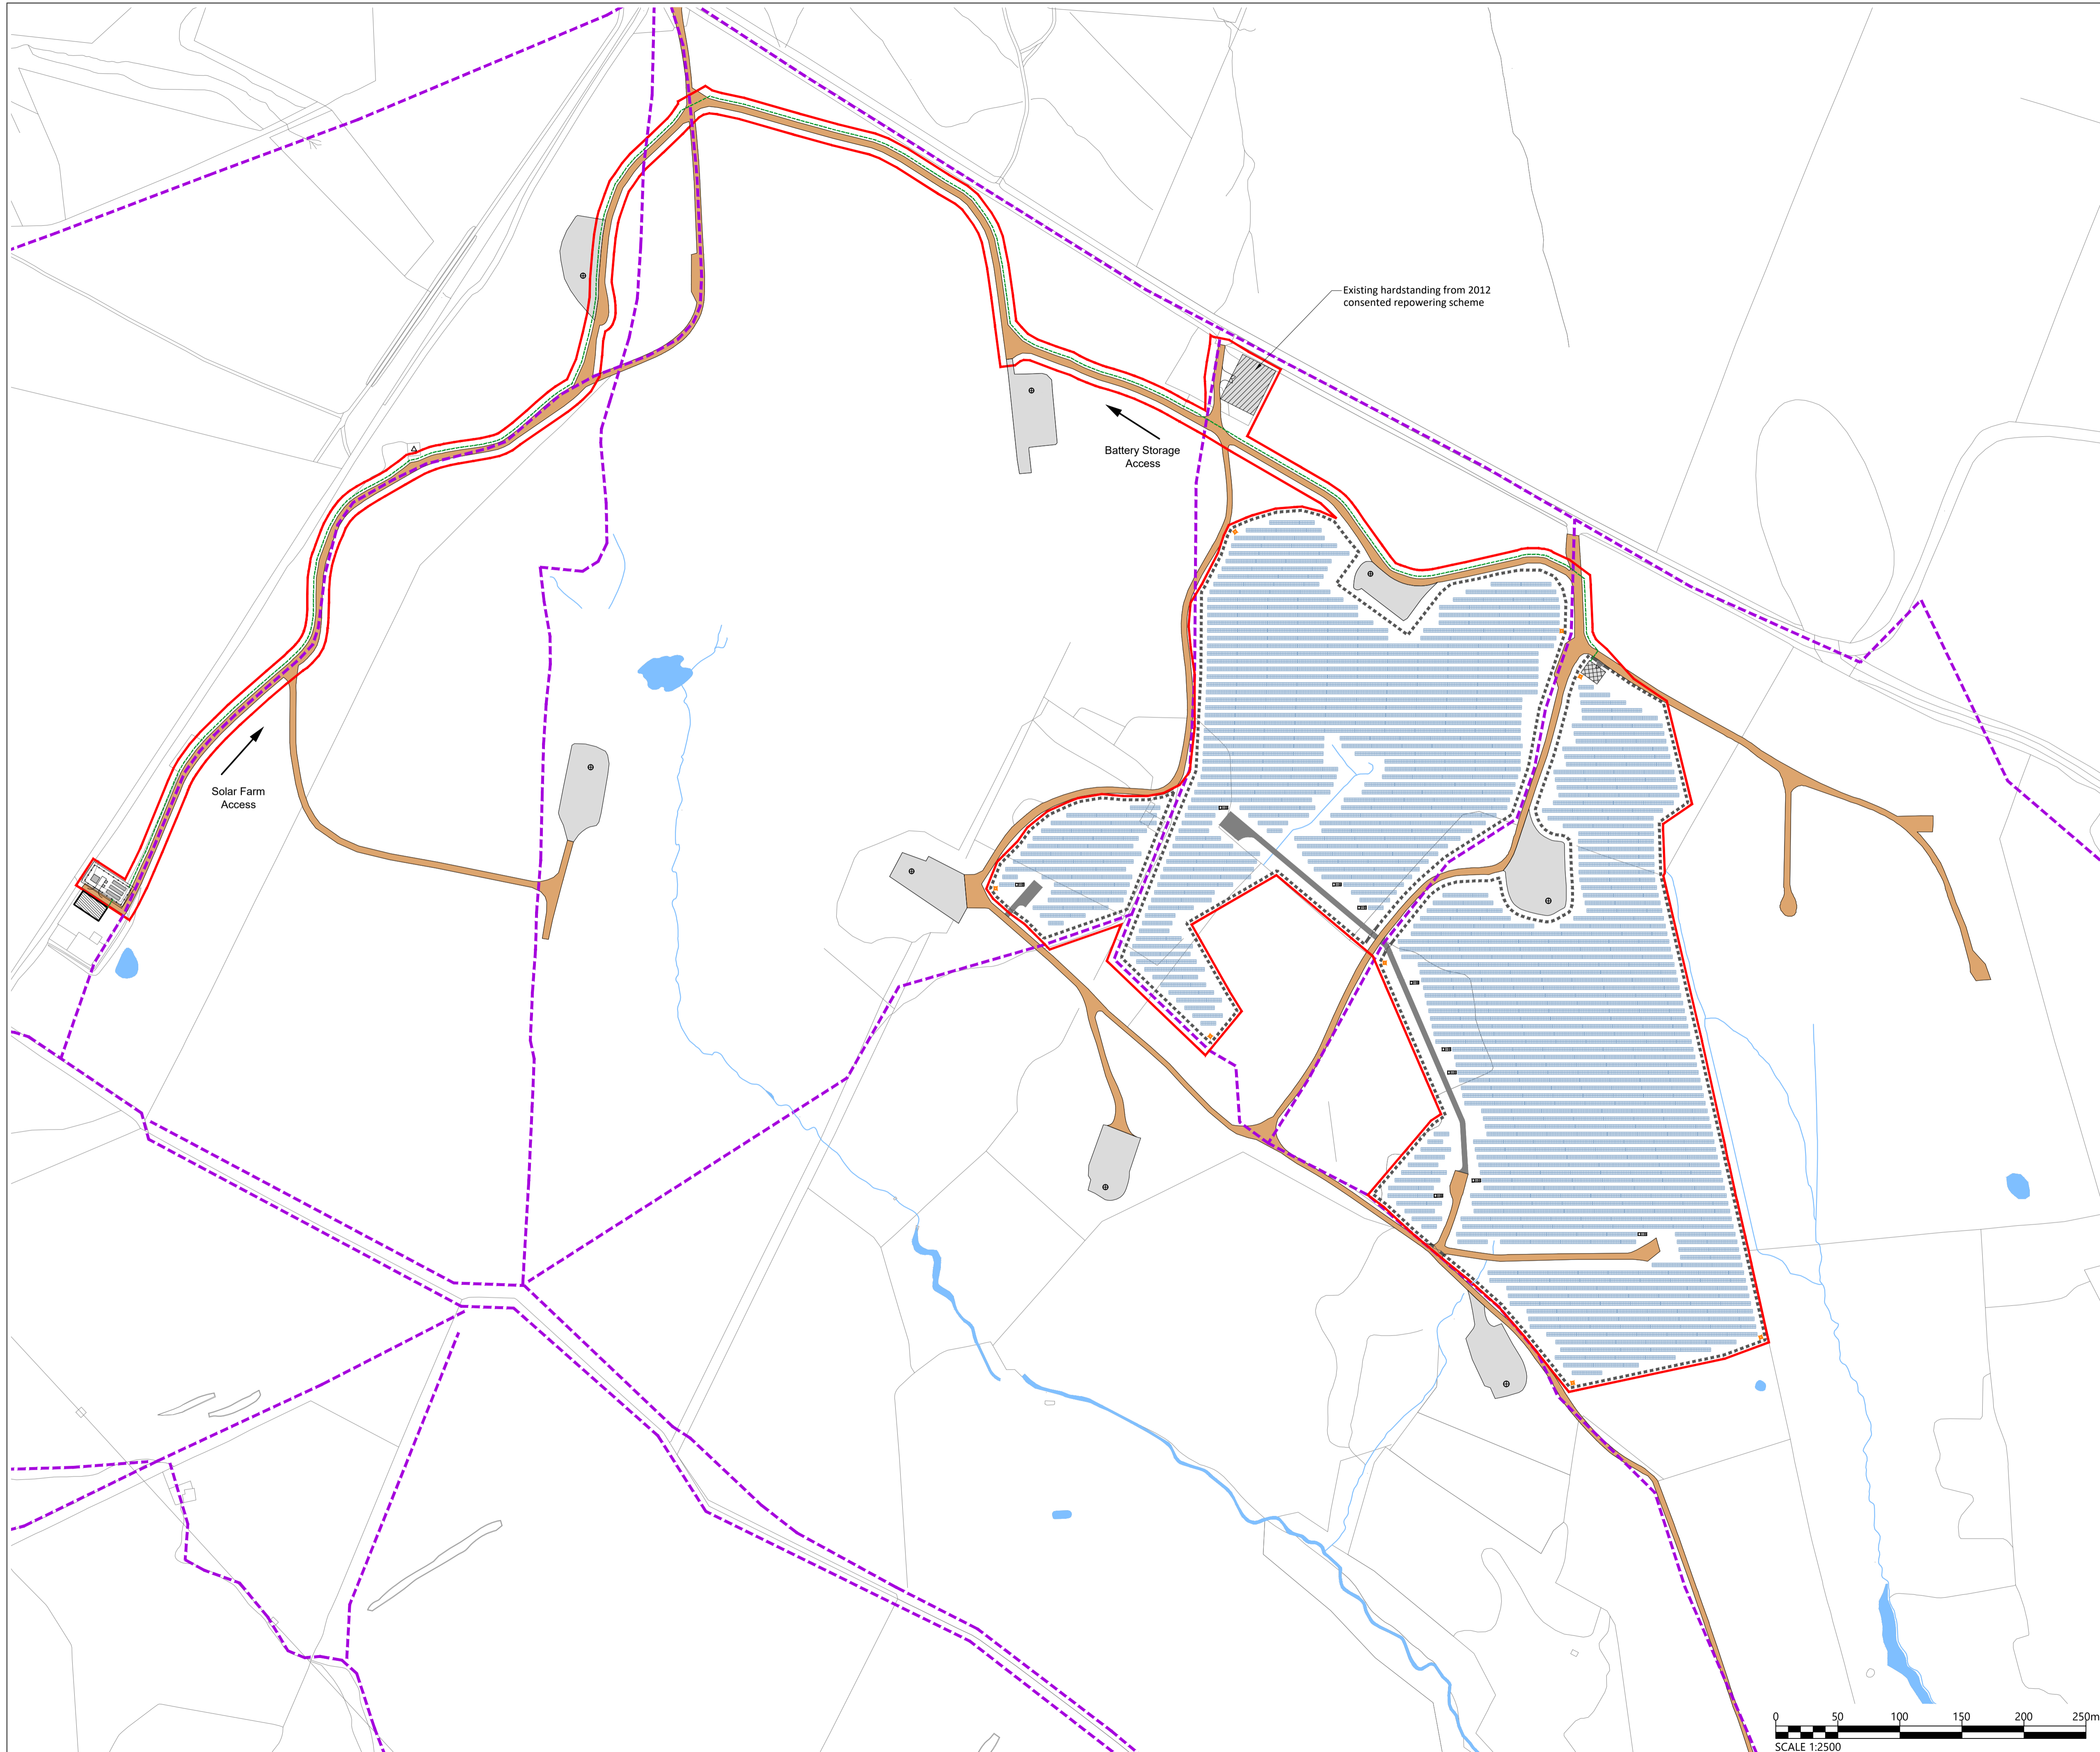 Existing hardstanding from 2012
consented repowering scheme
Battery Storage
Access
Solar Farm
Access
0 50 100 150 200 250m
SCALE 1:2500